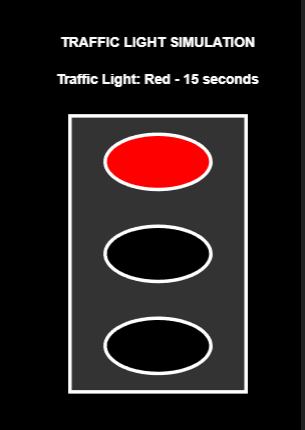 TRAFFIC LIGHT SIMULATION
Traffic Light: Red - 15 seconds